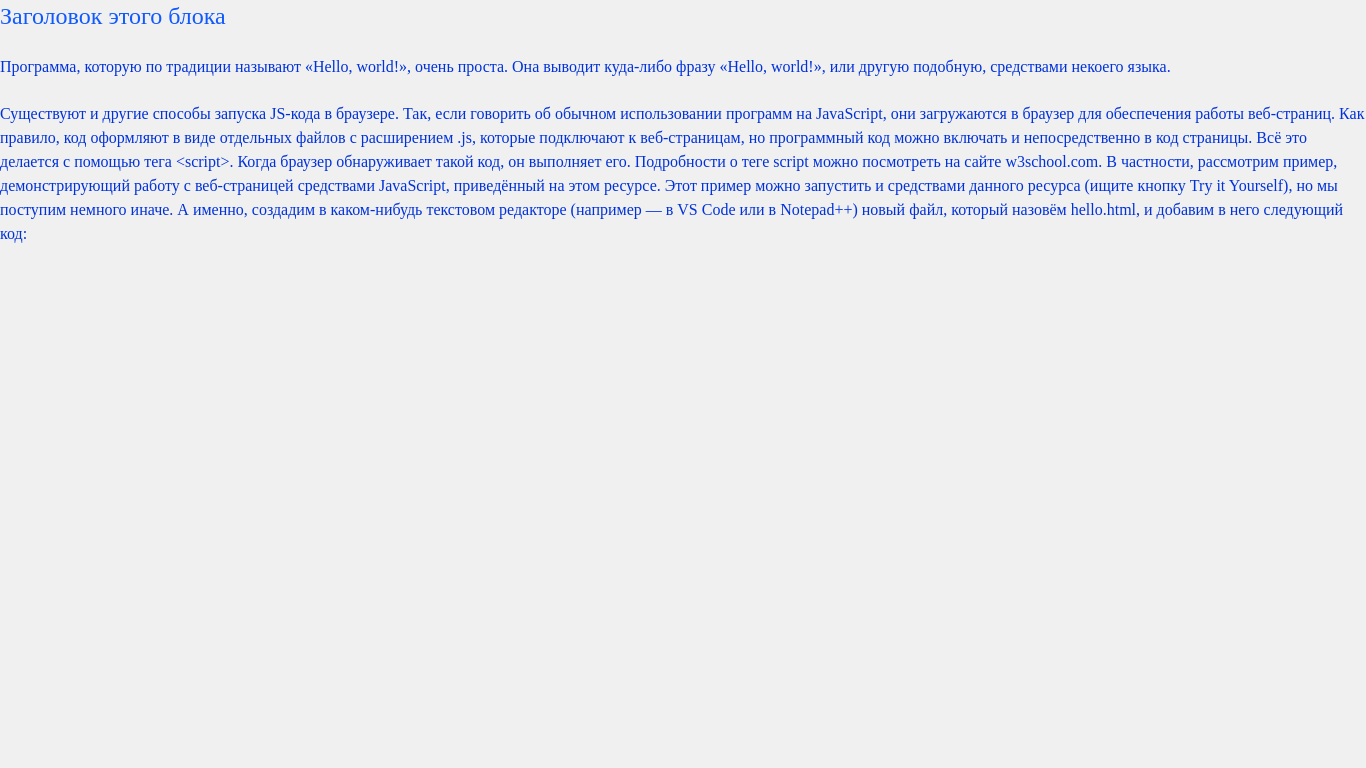 Заголовок этого блока
Программа, которую по традиции называют «Hello, world!», очень проста. Она выводит куда-либо фразу «Hello, world!», или другую подобную, средствами некоего языка.
Существуют и другие способы запуска JS-кода в браузере. Так, если говорить об обычном использовании программ на JavaScript, они загружаются в браузер для обеспечения работы веб-страниц. Как
правило, код оформляют в виде отдельных файлов с расширением .js, которые подключают к веб-страницам, но программный код можно включать и непосредственно в код страницы. Всё это
делается с помощью тега <script>. Когда браузер обнаруживает такой код, он выполняет его. Подробности о теге script можно посмотреть на сайте w3school.com. В частности, рассмотрим пример,
демонстрирующий работу с веб-страницей средствами JavaScript, приведённый на этом ресурсе. Этот пример можно запустить и средствами данного ресурса (ищите кнопку Try it Yourself), но мы
поступим немного иначе. А именно, создадим в каком-нибудь текстовом редакторе (например — в VS Code или в Notepad++) новый файл, который назовём hello.html, и добавим в него следующий
код: